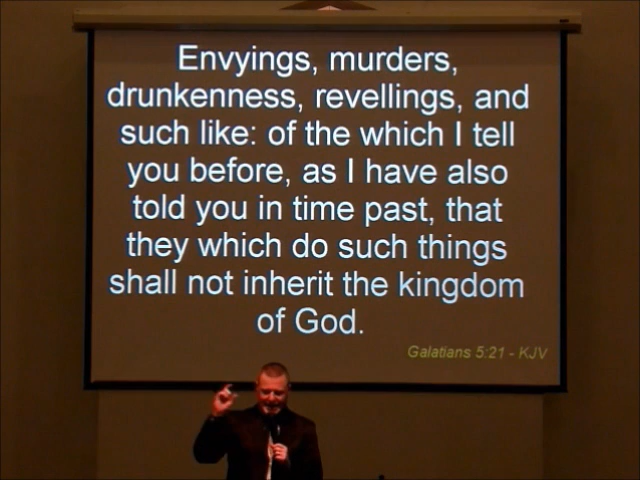 Envyings, murders,
drunkenness, revellings, and
such like: of the which I tell
you before, as I have also
told you in time past, that
they which do such things
shall not inherit the kingdom
of God.
Galatians 5:21 - KJV